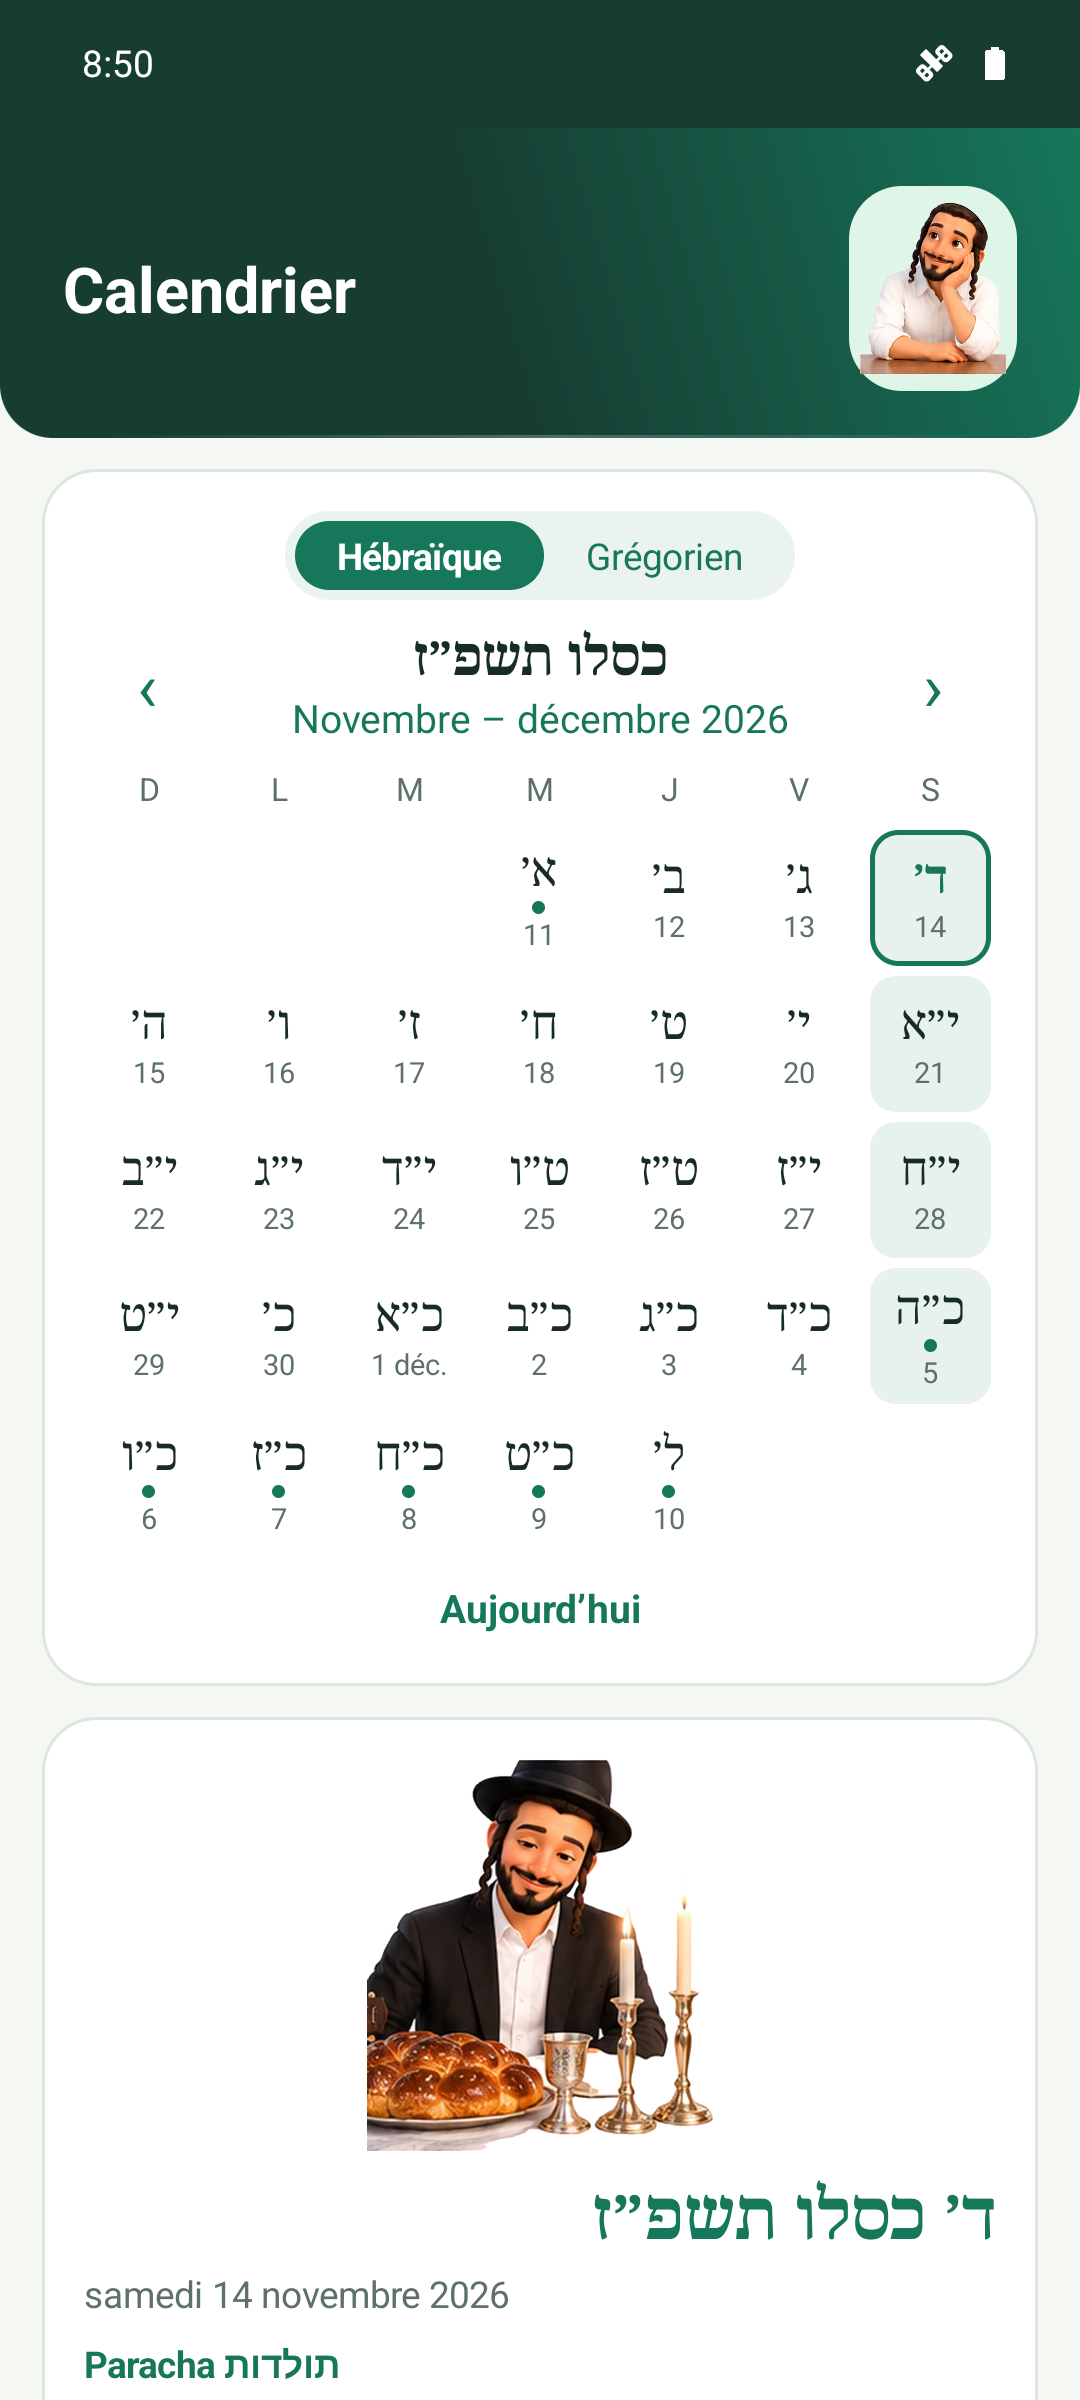 8:50
Calendrier
Hébraïque Grégorien
כסלו תשפ״ז
‹ ›
Novembre – décembre 2026
D L M M J V S
א׳ ב׳ ג׳ ד׳
11 12 13 14
ה׳ ו׳ ז׳ ח׳ ט׳ י׳ י״א
15 16 17 18 19 20 21
י״ב י״ג י״ד ט״ו ט״ז י״ז י״ח
22 23 24 25 26 27 28
י״ט כ׳ כ״א כ״ב כ״ג כ״ד כ״ה
29 30 1 déc. 2 3 4 5
כ״ו כ״ז כ״ח כ״ט ל׳
6 7 8 9 10
Aujourd’hui
ד׳ כסלו תשפ״ז
samedi 14 novembre 2026
Paracha תולדות